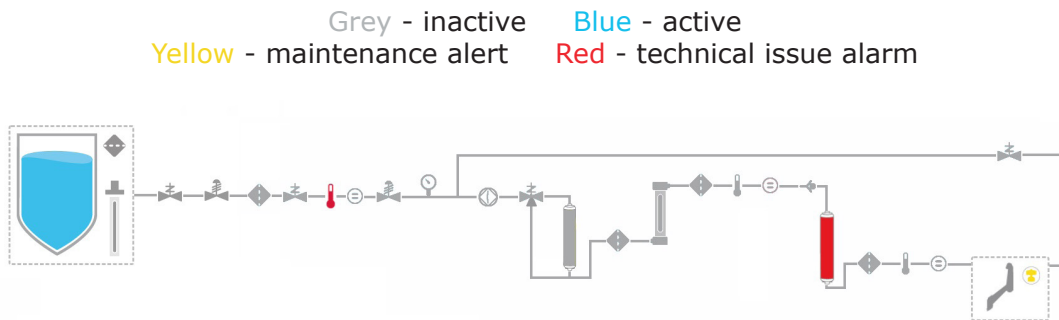 Grey - inactive Blue - active
Yellow - maintenance alert Red - technical issue alarm